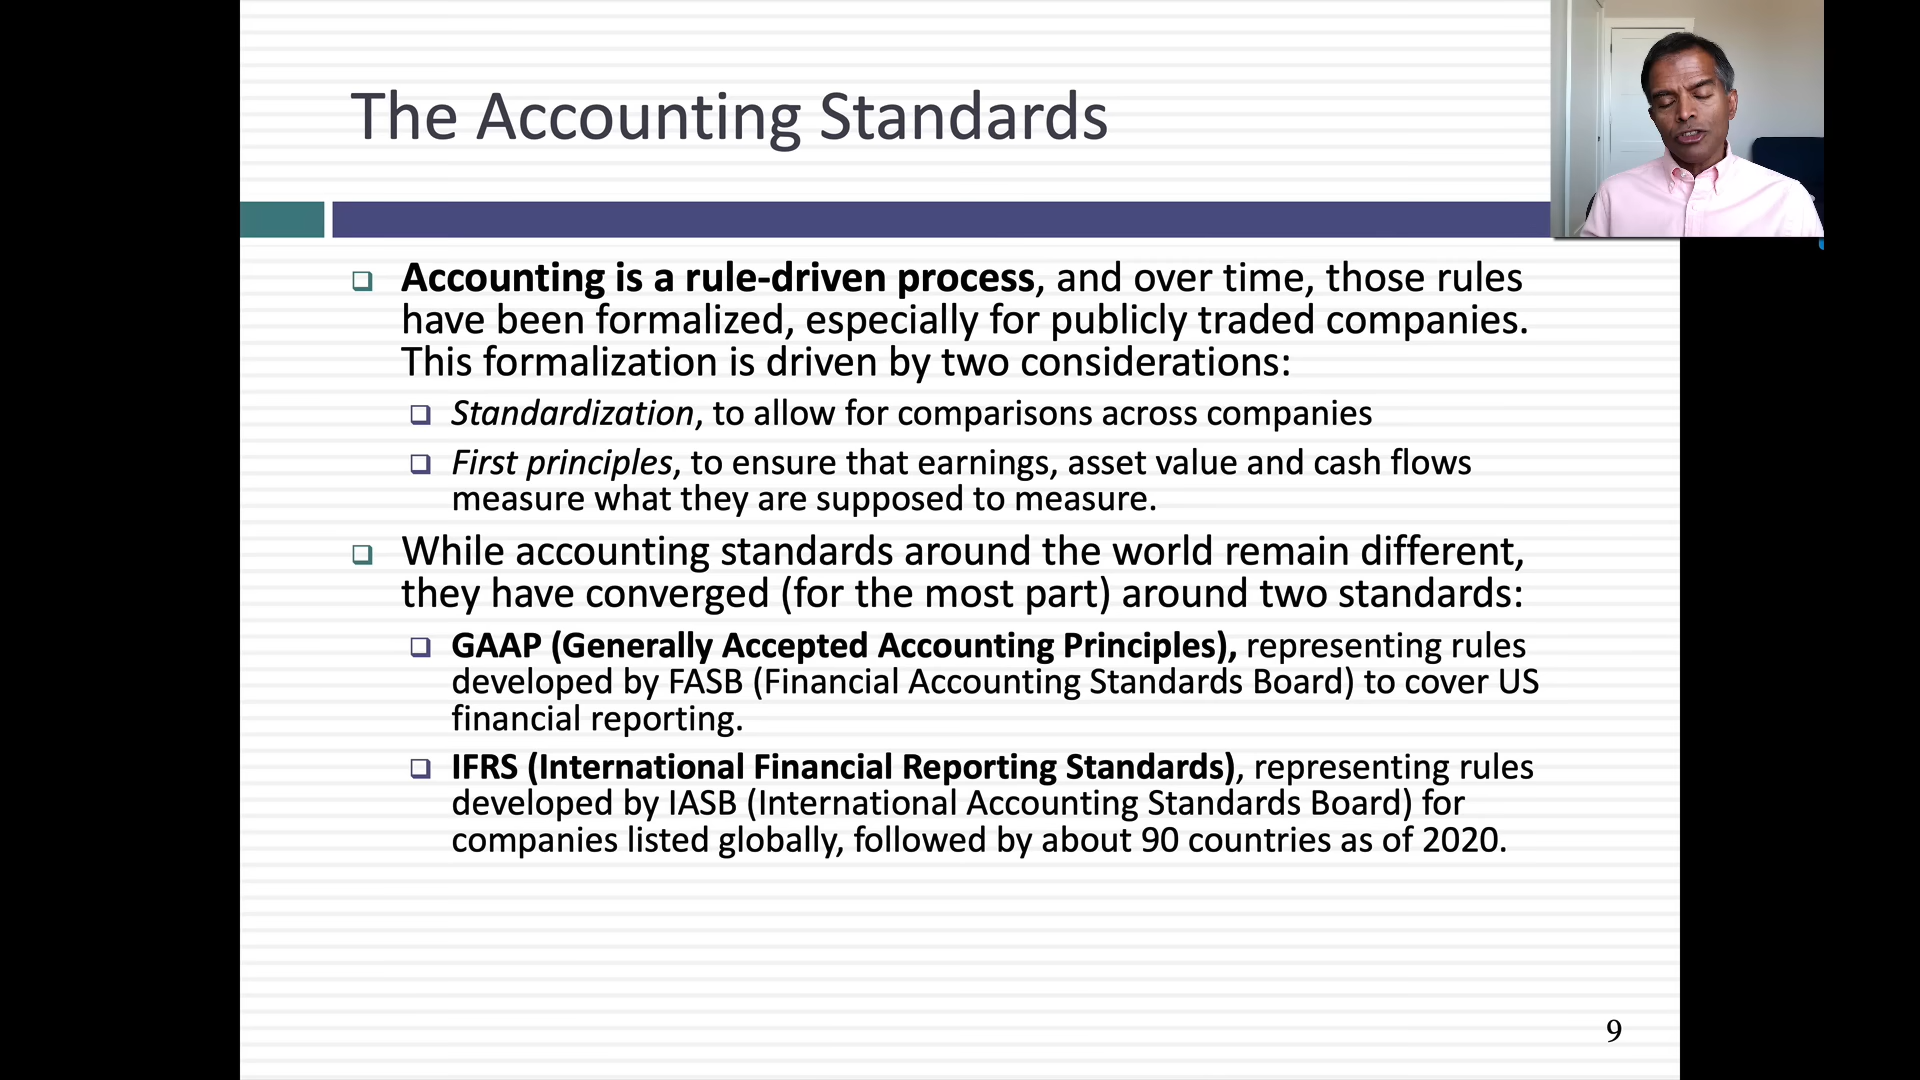 The Accounting Standards
Accounting is a rule-driven process, and over time, those rules
have been formalized, especially for publicly traded companies.
This formalization is driven by two considerations:
Standardization, to allow for comparisons across companies
First principles, to ensure that earnings, asset value and cash flows
measure what they are supposed to measure.
While accounting standards around the world remain different,
they have converged (for the most part) around two standards:
GAAP (Generally Accepted Accounting Principles), representing rules
developed by FASB (Financial Accounting Standards Board) to cover US
financial reporting.
IFRS (International Financial Reporting Standards), representing rules
developed by IASB (International Accounting Standards Board) for
companies listed globally, followed by about 90 countries as of 2020.
9